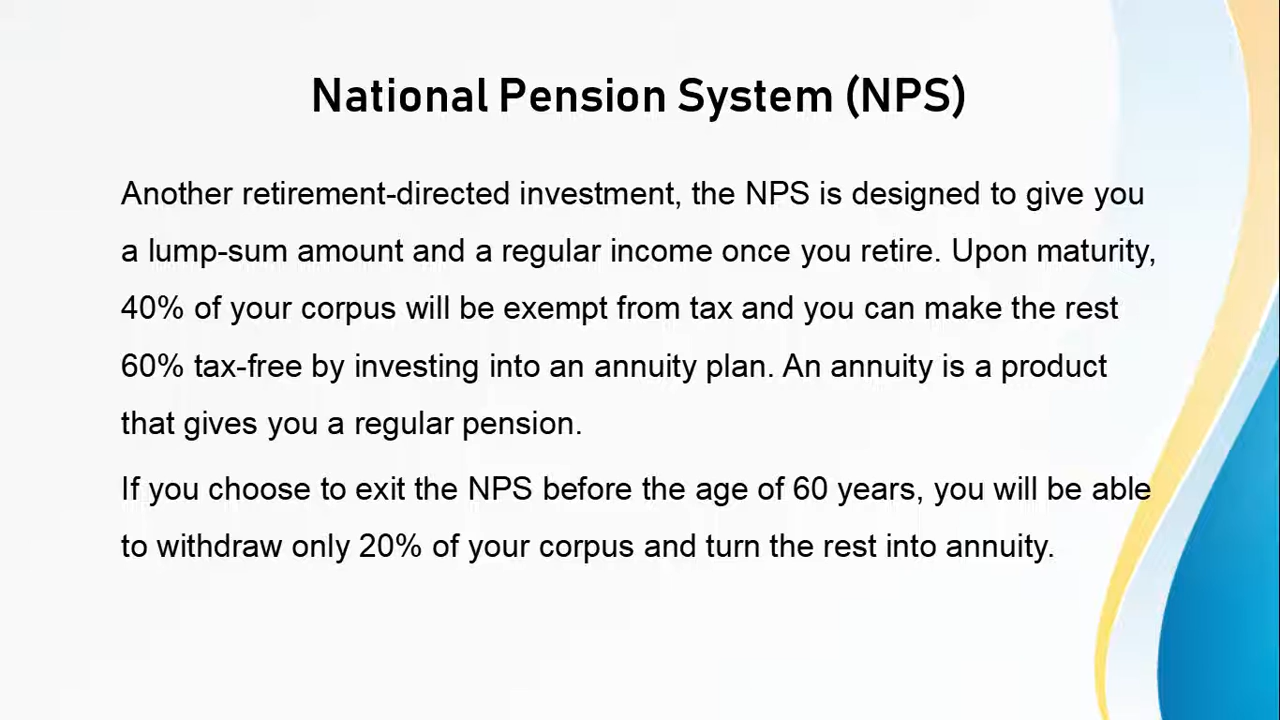 National Pension System (NPS)
Another retirement-directed investment, the NPS is designed to give you
a lump-sum amount and a regular income once you retire. Upon maturity,
40% of your corpus will be exempt from tax and you can make the rest
60% tax-free by investing into an annuity plan. An annuity is a product
that gives you a regular pension.
If you choose to exit the NPS before the age of 60 years, you will be able
to withdraw only 20% of your corpus and turn the rest into annuity.